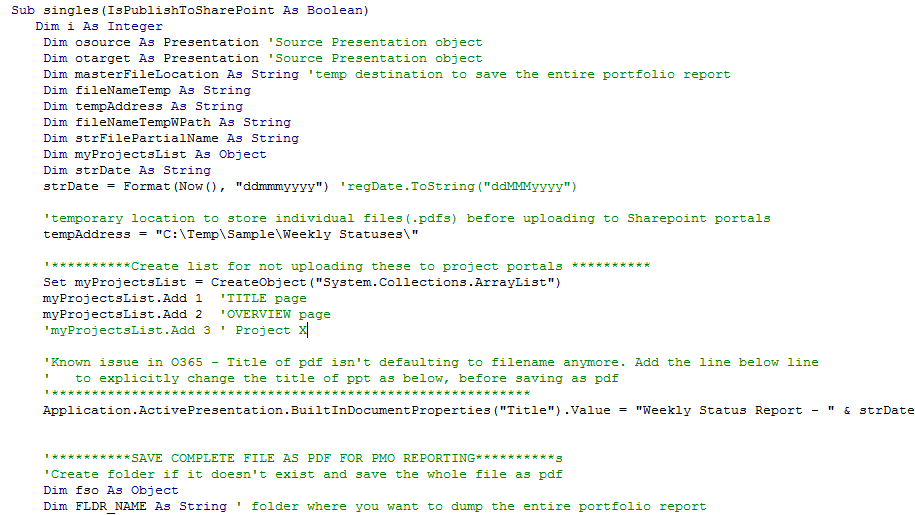 Sub singles(IsPublishToSharePoint As Boolean)
Dim i As Integer
Dim osource As Presentation 'Source Presentation object
Dim otarget As Presentation 'Source Presentation object
Dim masterFileLocation As String 'temp destination to save the entire portfolio report
Dim fileNameTemp As String
Dim tempAddress As String
Dim fileNameTempWPath As String
Dim strFilePartialName As String
Dim myProjectsList As Object
Dim strDate As String
strDate = Format(Now(), "ddmmmyyyy") 'regDate.ToString("ddMMMyyyy")
'temporary location to store individual files(.pdfs) before uploading to Sharepoint portals
tempAddress = "C:\Temp\Sample\Weekly Statuses\"
'**********Create list for not uploading these to project portals **********
Set myProjectsList = CreateObject("System.Collections.ArrayList")
myProjectsList.Add 1  'TITLE page
myProjectsList.Add 2  'OVERVIEW page
'myProjectsList.Add 3 ' Project X
'Known issue in O365 - Title of pdf isn't defaulting to filename anymore. Add the line below line
'   to explicitly change the title of ppt as below, before saving as pdf
'************************************************************
Application.ActivePresentation.BuiltInDocumentProperties("Title").Value = "Weekly Status Report - " & strDate
'**********SAVE COMPLETE FILE AS PDF FOR PMO REPORTING**********s
'Create folder if it doesn't exist and save the whole file as pdf
Dim fso As Object
Dim FLDR_NAME As String ' folder where you want to dump the entire portfolio report